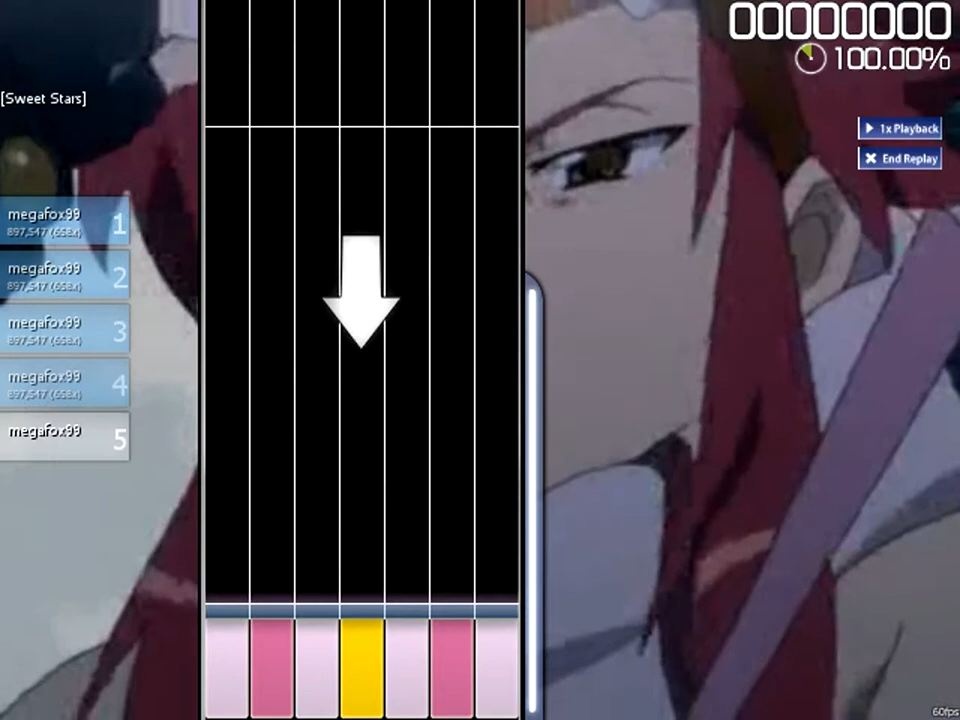 00000000
100.00%
[Sweet Stars]
1x Playback
End Replay
megafox99
897,547 (658x)
1
megafox99
897,547 (658x)
2
megafox99
897,547 (658x)
3
megafox99
897,547 (658x)
4
megafox99
5
60fps